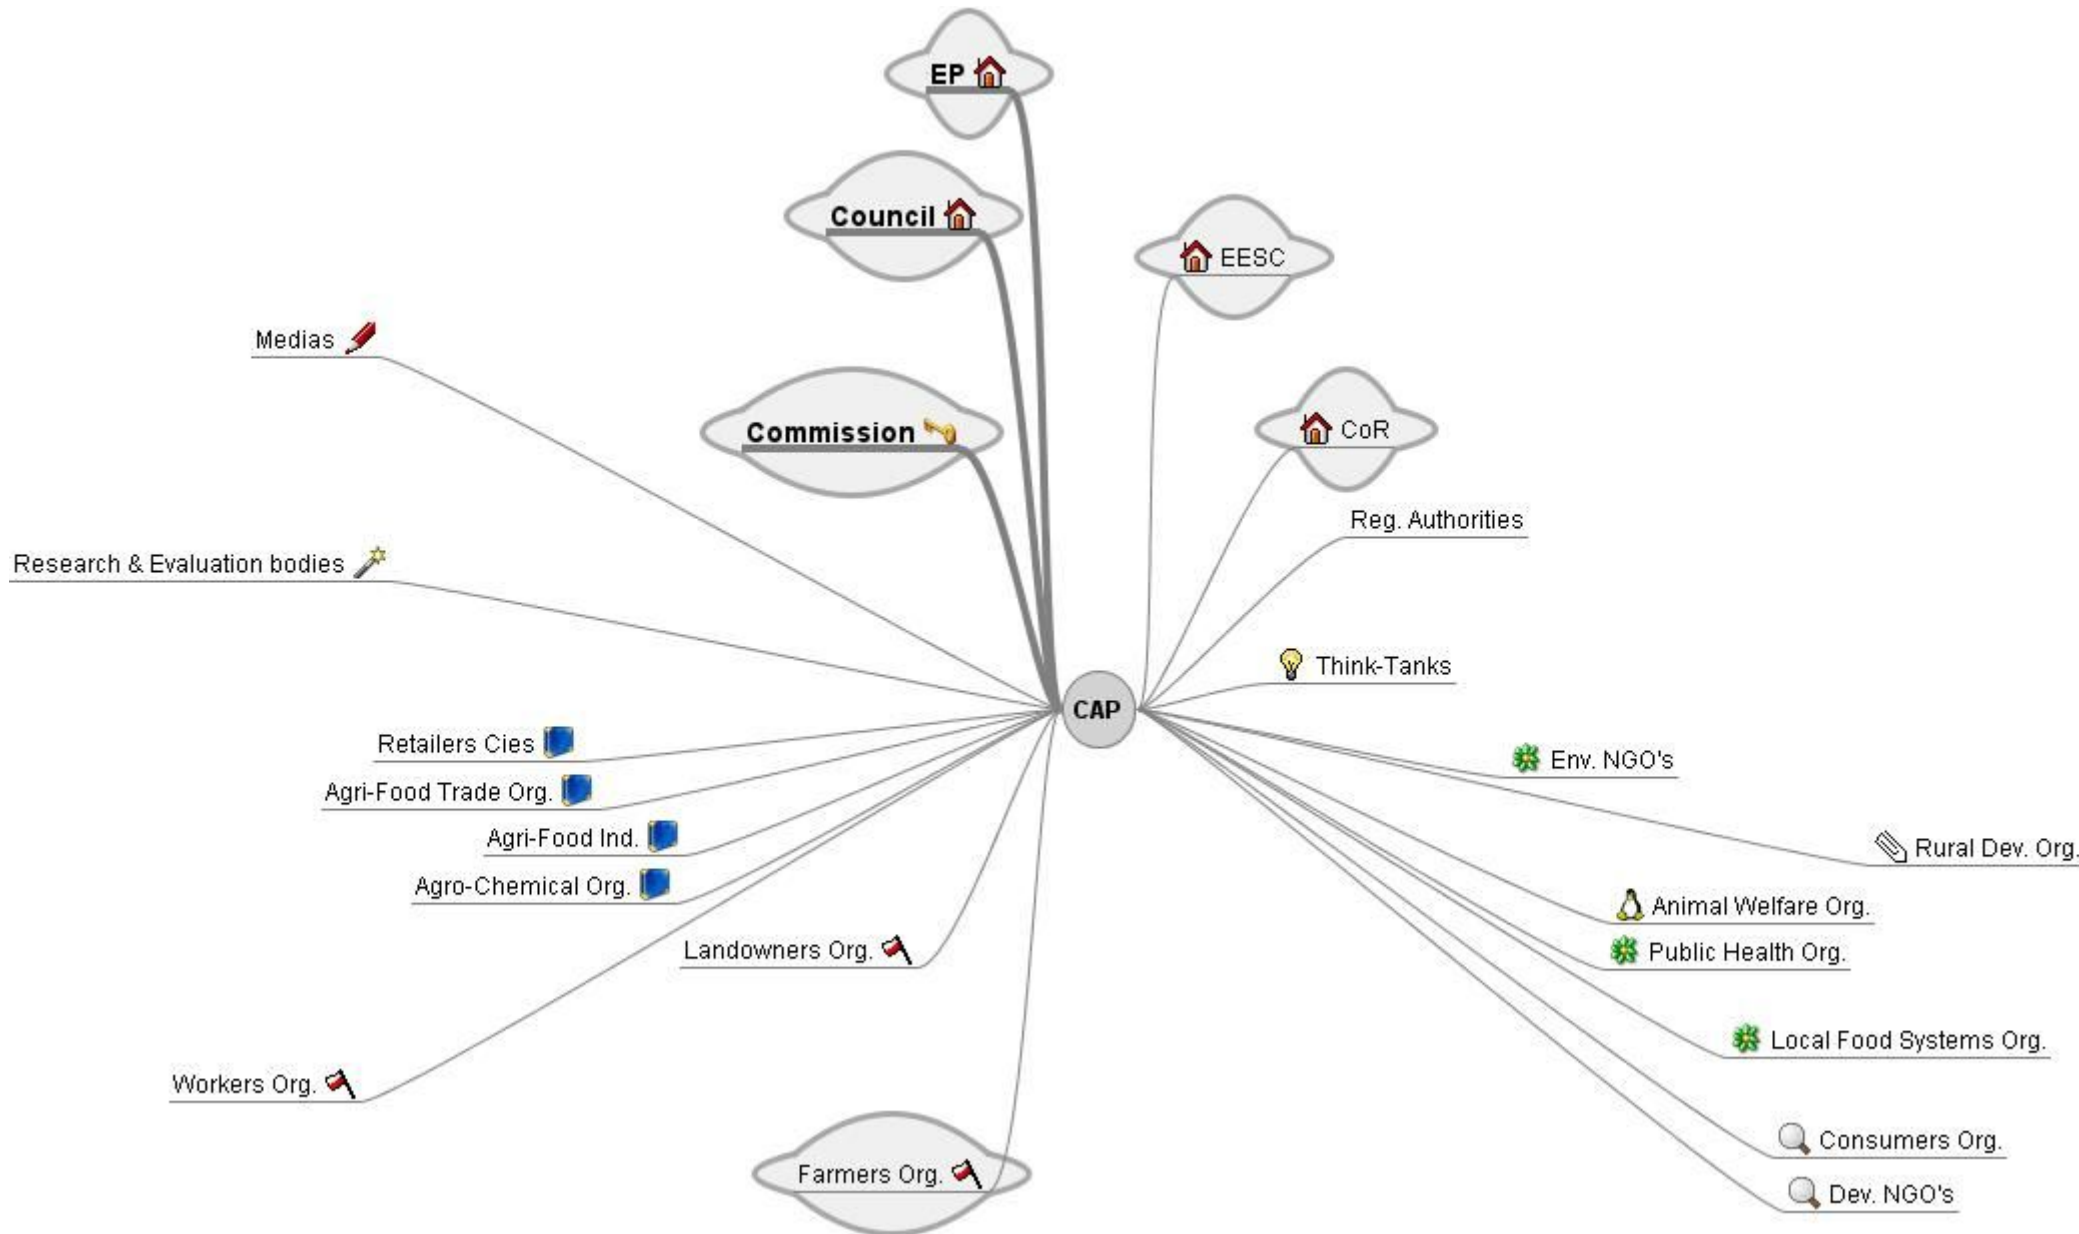 EP
Council
EESC
Medias
CoR
Commission
Reg. Authorities
Research & Evaluation bodies
Think-Tanks
CAP
Retailers Cies
Env. NGO's
Agri-Food Trade Org.
Agri-Food Ind.
Rural Dev. Org.
Agro-Chemical Org.
Animal Welfare Org.
Landowners Org.
Public Health Org.
Local Food Systems Org.
Workers Org.
Consumers Org.
Farmers Org.
Dev. NGO's